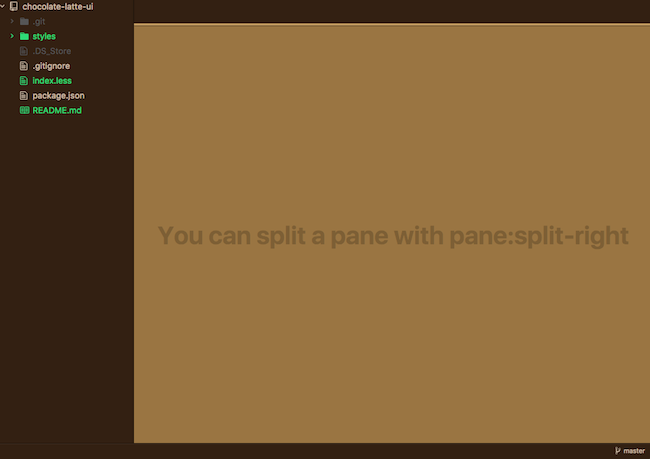 chocolate-latte-ui
.git
styles
.DS_Store
.gitignore
index.less
package.json
README.md
You can split a pane with pane:split-right
master